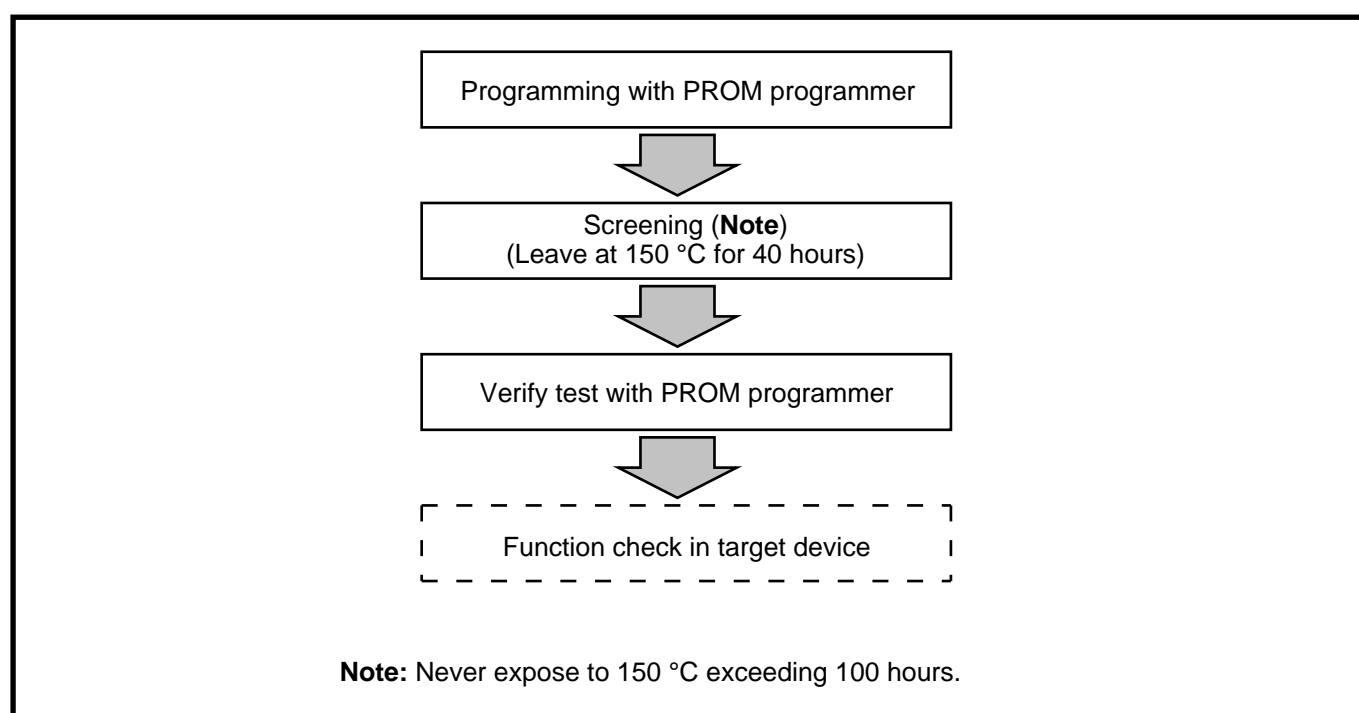 Programming with PROM programmer
Screening (Note)
(Leave at 150 °C for 40 hours)
Verify test with PROM programmer
Function check in target device
Note: Never expose to 150 °C exceeding 100 hours.